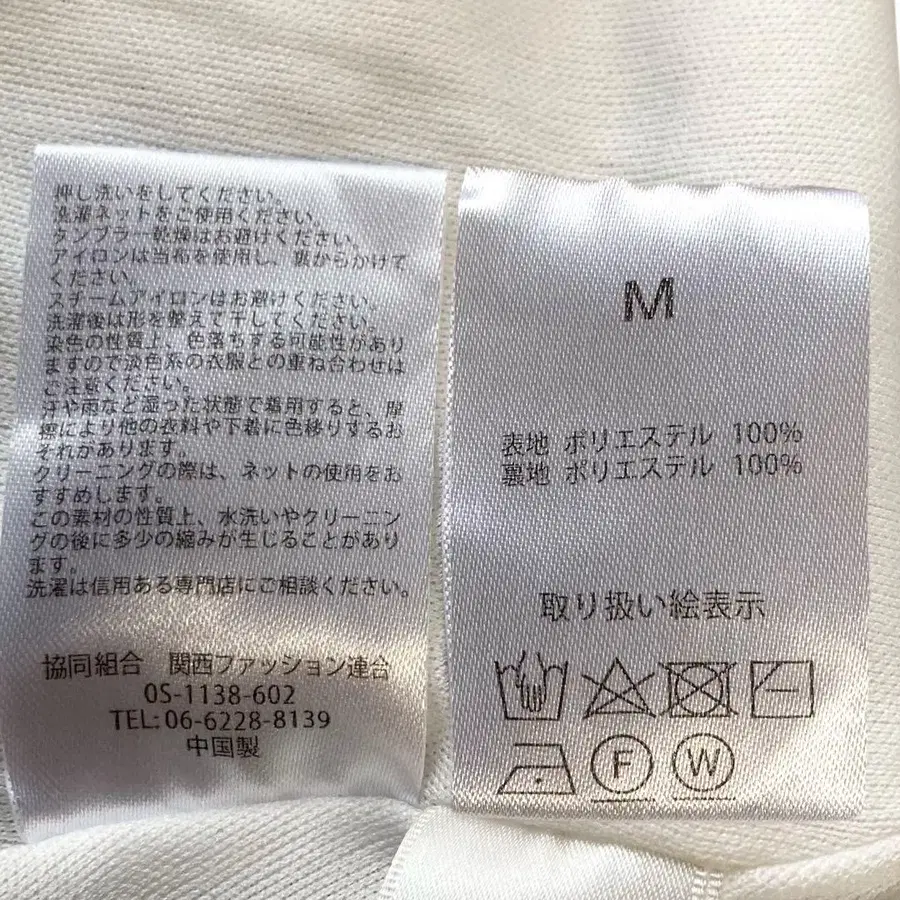 押し洗いをしてください。
洗濯ネットをご使用ください。
タンブラー乾燥はお避けください。
アイロンは当布を使用し、裏からかけて
ください。
スチームアイロンはお避けください。
洗濯後は形を整えて干してください。
染色の性質上、色落ちする可能性があり
ますので淡色系の衣服との重ね合わせは
ご注意ください。
汗や雨など湿った状態で着用すると、摩
擦により他の衣料や下着に色移りするお
それがあります。
クリーニングの際は、ネットの使用をお
すすめします。
この素材の性質上、水洗いやクリーニン
グの後に多少の縮みが生じることがあり
ます。
洗濯は信用ある専門店にご相談ください。
協同組合 関西ファッション連合
OS-1138-602
TEL:06-6228-8139
中国製
M
表地 ポリエステル 100%
裏地 ポリエステル 100%
取り扱い絵表示
F W